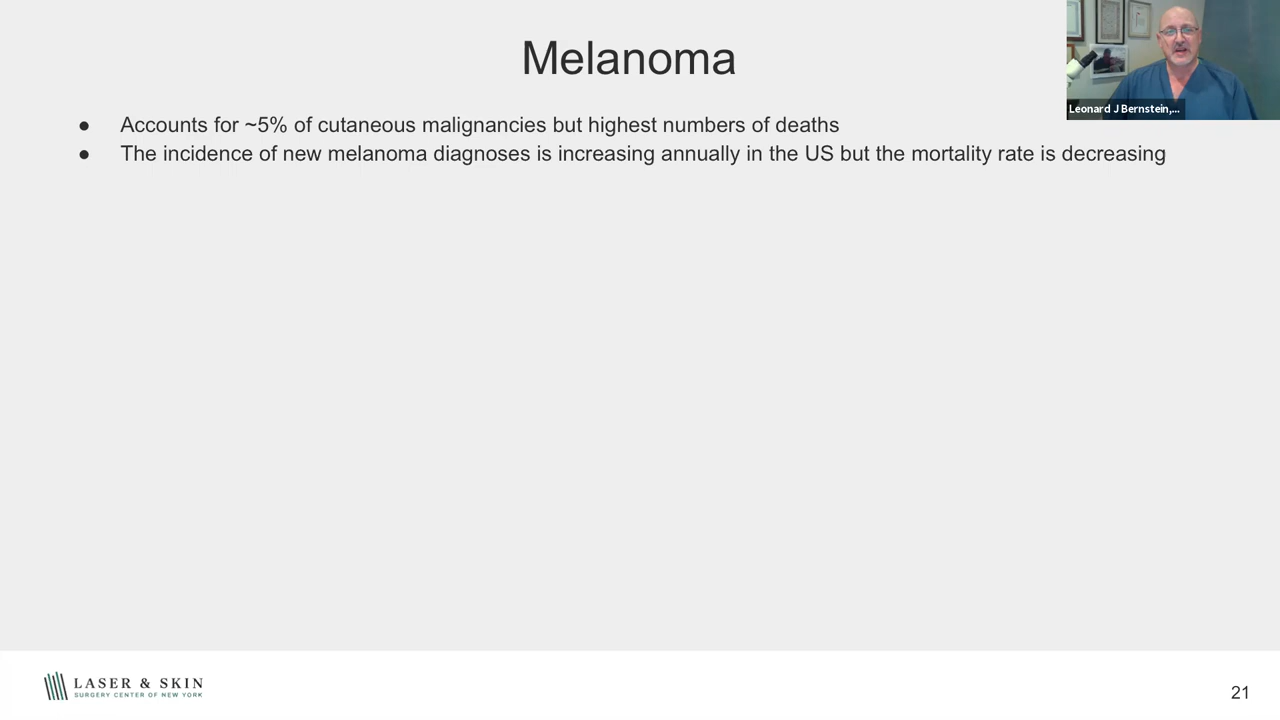 Melanoma
● Accounts for ~5% of cutaneous malignancies but highest numbers of deaths
● The incidence of new melanoma diagnoses is increasing annually in the US but the mortality rate is decreasing
Leonard J Bernstein,...
LASER & SKIN
SURGERY CENTER OF NEW YORK
21